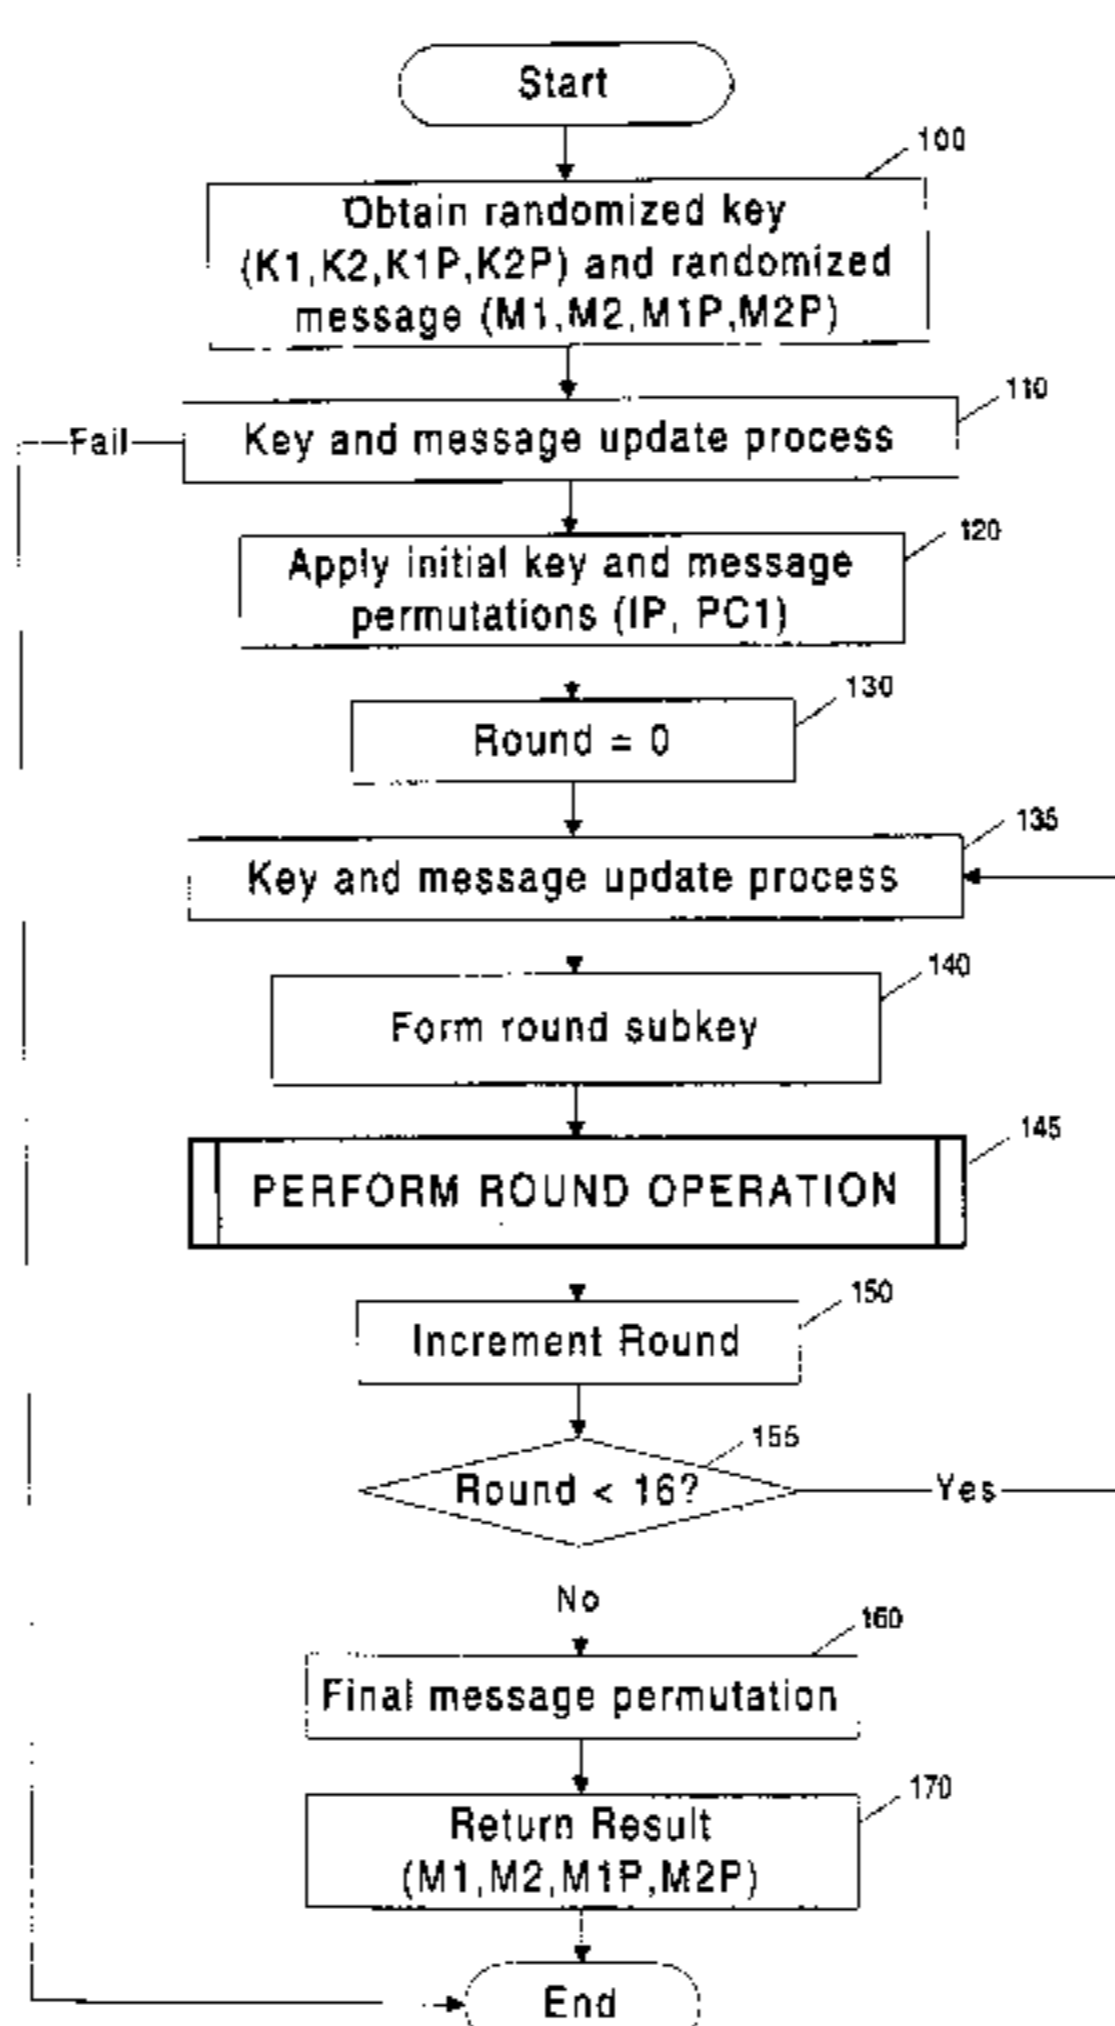 Start
100
Obtain randomized key
(K1,K2,K1P,K2P) and randomized
message (M1,M2,M1P,M2P)
110
Fail
Key and message update process
120
Apply initial key and message
permutations (IP, PC1)
130
Round = 0
135
Key and message update process
140
Form round subkey
145
PERFORM ROUND OPERATION
150
Increment Round
155
Round < 16?
Yes
No
160
Final message permutation
170
Return Result
(M1,M2,M1P,M2P)
End